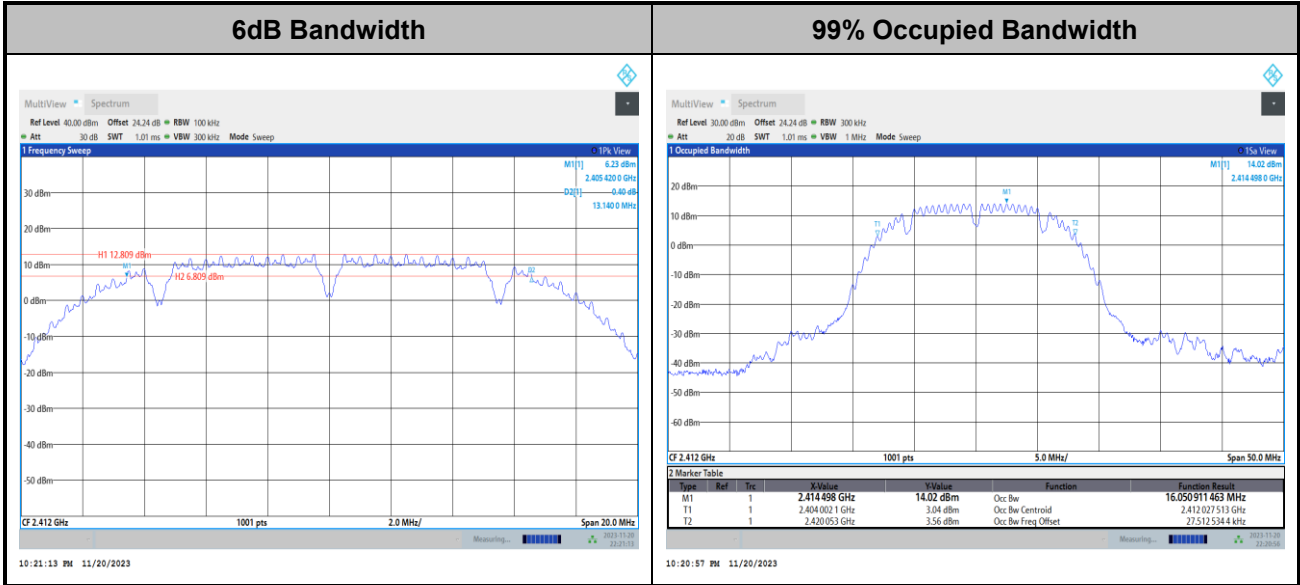 6dB Bandwidth
99% Occupied Bandwidth
MultiView Spectrum
Ref Level 40.00 dBm Offset 24.24 dB RBW 100 kHz
Att 30 dB SWT 1.01 ms VBW 300 kHz Mode Sweep
1 Frequency Sweep 1Pk View
M1[1] 6.23 dBm
2.405 420 0 GHz
D2[1] -0.40 dB
13.140 0 MHz
30 dBm
20 dBm
H1 12.809 dBm
10 dBm
M1
H2 6.809 dBm
D2
0 dBm
-10 dBm
-20 dBm
-30 dBm
-40 dBm
-50 dBm
CF 2.412 GHz 1001 pts 2.0 MHz/ Span 20.0 MHz
Measuring... 2023-11-20
22:21:13
10:21:13 PM 11/20/2023
MultiView Spectrum
Ref Level 30.00 dBm Offset 24.24 dB RBW 300 kHz
Att 20 dB SWT 1.01 ms VBW 1 MHz Mode Sweep
1 Occupied Bandwidth 1Sa View
M1[1] 14.02 dBm
2.414 498 0 GHz
20 dBm
M1
10 dBm
T1
T2
0 dBm
-10 dBm
-20 dBm
-30 dBm
-40 dBm
-50 dBm
-60 dBm
CF 2.412 GHz 1001 pts 5.0 MHz/ Span 50.0 MHz
2 Marker Table
Type Ref Trc X-Value Y-Value Function Function Result
M1 1 2.414 498 GHz 14.02 dBm Occ Bw 16.050 911 463 MHz
T1 1 2.404 002 1 GHz 3.04 dBm Occ Bw Centroid 2.412 027 513 GHz
T2 1 2.420 053 GHz 3.56 dBm Occ Bw Freq Offset 27.512 534 4 kHz
Measuring... 2023-11-20
22:20:56
10:20:57 PM 11/20/2023